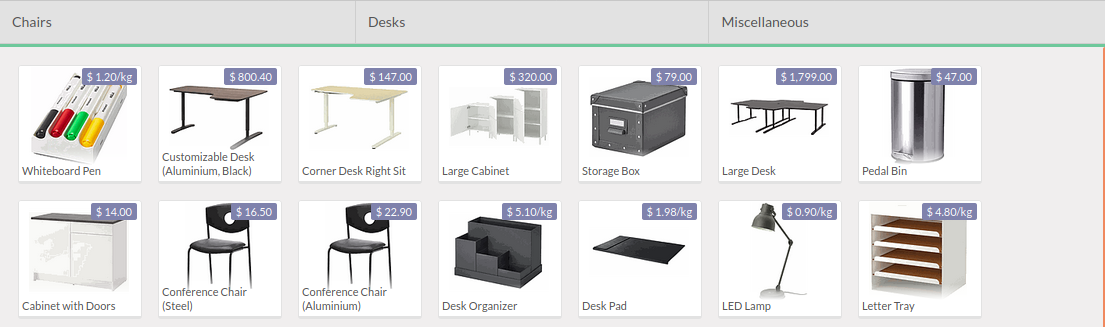 Chairs
Desks
Miscellaneous
$ 1.20/kg
Whiteboard Pen
$ 800.40
Customizable Desk
(Aluminium, Black)
$ 147.00
Corner Desk Right Sit
$ 320.00
Large Cabinet
$ 79.00
Storage Box
$ 1,799.00
Large Desk
$ 47.00
Pedal Bin
$ 14.00
Cabinet with Doors
$ 16.50
Conference Chair
(Steel)
$ 22.90
Conference Chair
(Aluminium)
$ 5.10/kg
Desk Organizer
$ 1.98/kg
Desk Pad
$ 0.90/kg
LED Lamp
$ 4.80/kg
Letter Tray